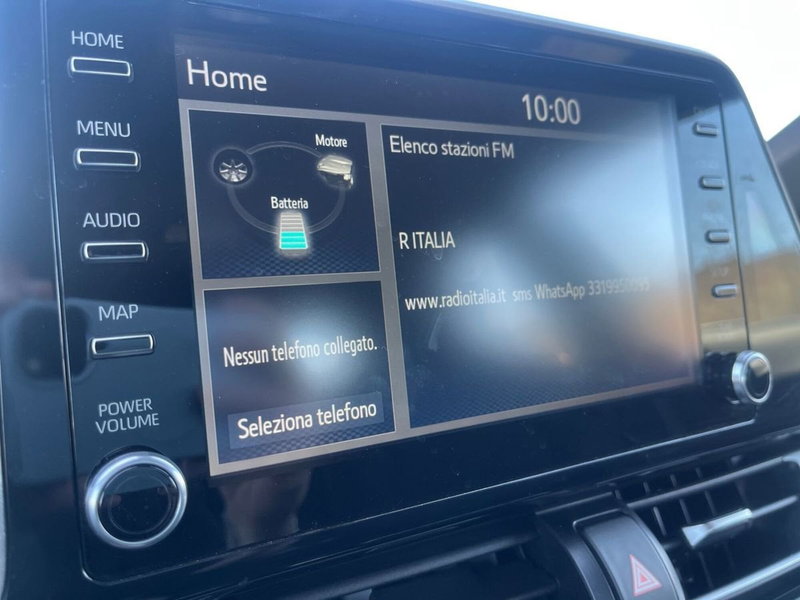 HOME
MENU
AUDIO
MAP
POWER
VOLUME
Home
10:00
Motore
Batteria
Elenco stazioni FM
R ITALIA
www.radioitalia.it sms WhatsApp 3319950095
Nessun telefono collegato.
Seleziona telefono